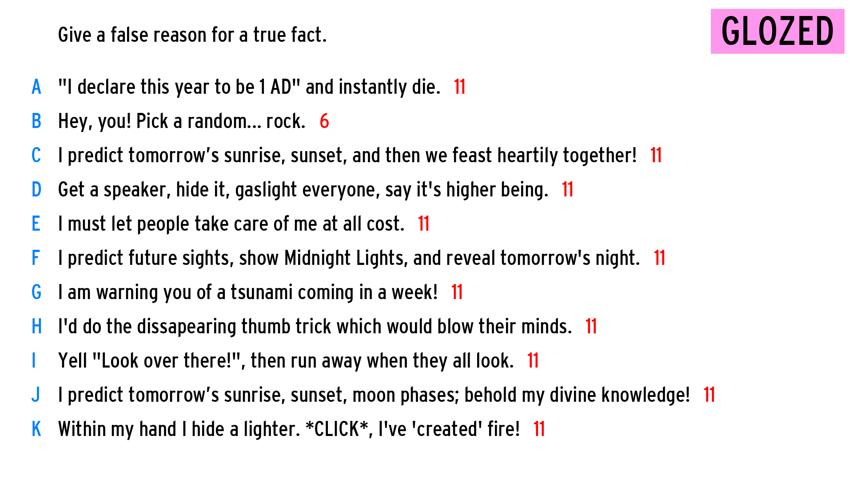 Give a false reason for a true fact.
GLOZED
A "I declare this year to be 1 AD" and instantly die. 11
B Hey, you! Pick a random... rock. 6
C I predict tomorrow's sunrise, sunset, and then we feast heartily together! 11
D Get a speaker, hide it, gaslight everyone, say it's higher being. 11
E I must let people take care of me at all cost. 11
F I predict future sights, show Midnight Lights, and reveal tomorrow's night. 11
G I am warning you of a tsunami coming in a week! 11
H I'd do the dissapearing thumb trick which would blow their minds. 11
I Yell "Look over there!", then run away when they all look. 11
J I predict tomorrow's sunrise, sunset, moon phases; behold my divine knowledge! 11
K Within my hand I hide a lighter. *CLICK*, I've 'created' fire! 11